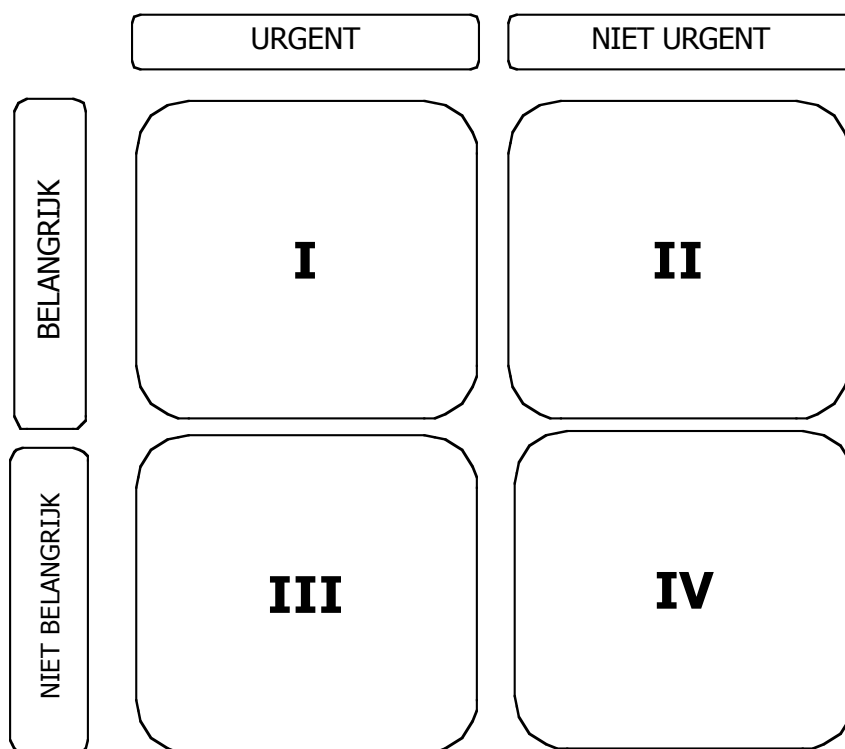 URGENT
NIET URGENT
BELANGRIJK
I
II
NIET BELANGRIJK
III
IV